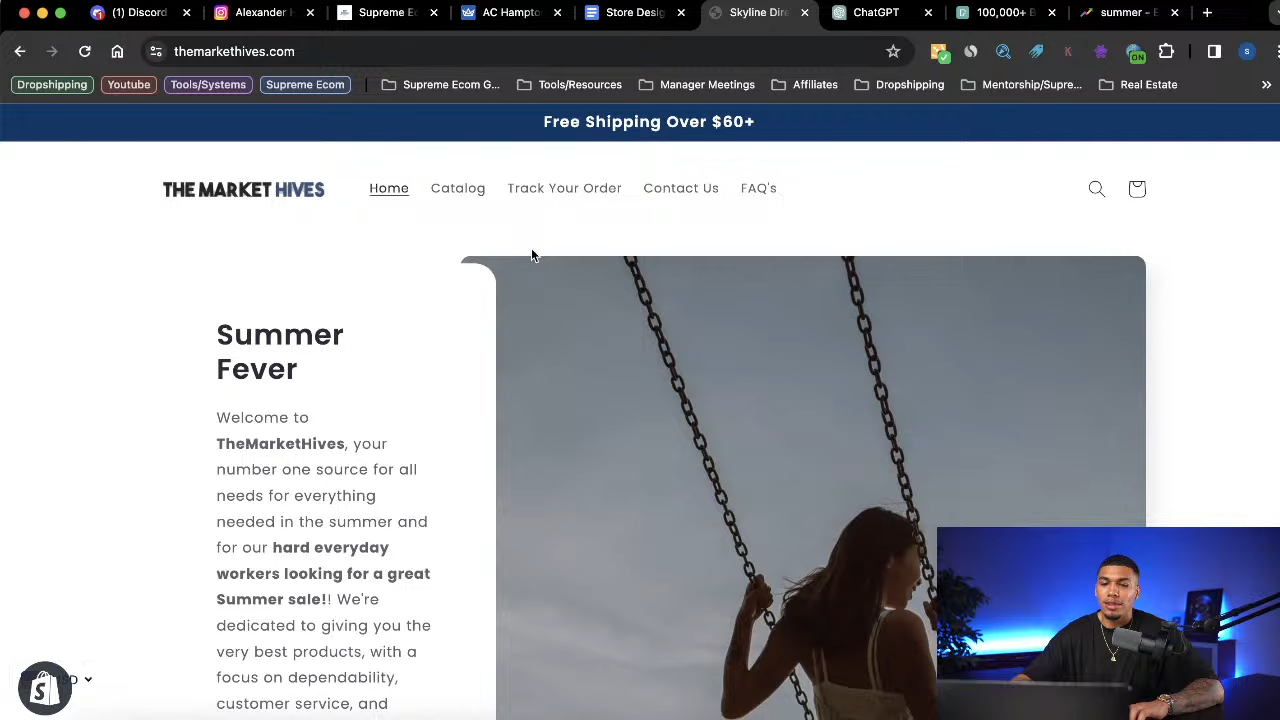 (1) Discord
Alexander
Supreme Ec
AC Hampto
Store Desig
Skyline Dire
ChatGPT
100,000+ B
summer - E
themarkethives.com
ON
S
Dropshipping
Youtube
Tools/Systems
Supreme Ecom
Supreme Ecom G...
Tools/Resources
Manager Meetings
Affiliates
Dropshipping
Mentorship/Supre...
Real Estate
Free Shipping Over $60+
THE MARKET HIVES
Home
Catalog
Track Your Order
Contact Us
FAQ's
Summer
Fever
Welcome to
TheMarketHives, your
number one source for all
needs for everything
needed in the summer and
for our hard everyday
workers looking for a great
Summer sale!! We're
dedicated to giving you the
very best products, with a
focus on dependability,
customer service, and